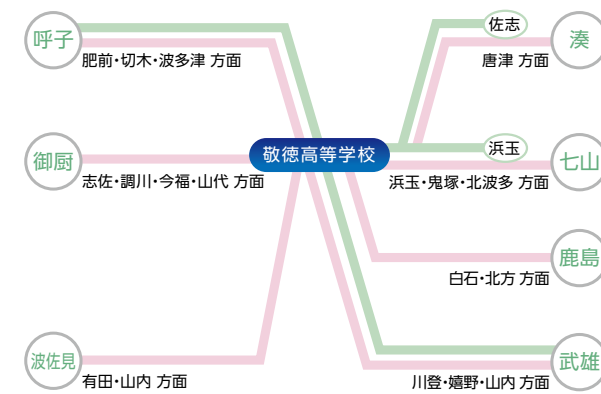 呼子
肥前・切木・波多津 方面
佐志
湊
唐津 方面
敬徳高等学校
御厨
志佐・調川・今福・山代 方面
浜玉
七山
浜玉・鬼塚・北波多 方面
鹿島
白石・北方 方面
波佐見
有田・山内 方面
武雄
川登・嬉野・山内 方面